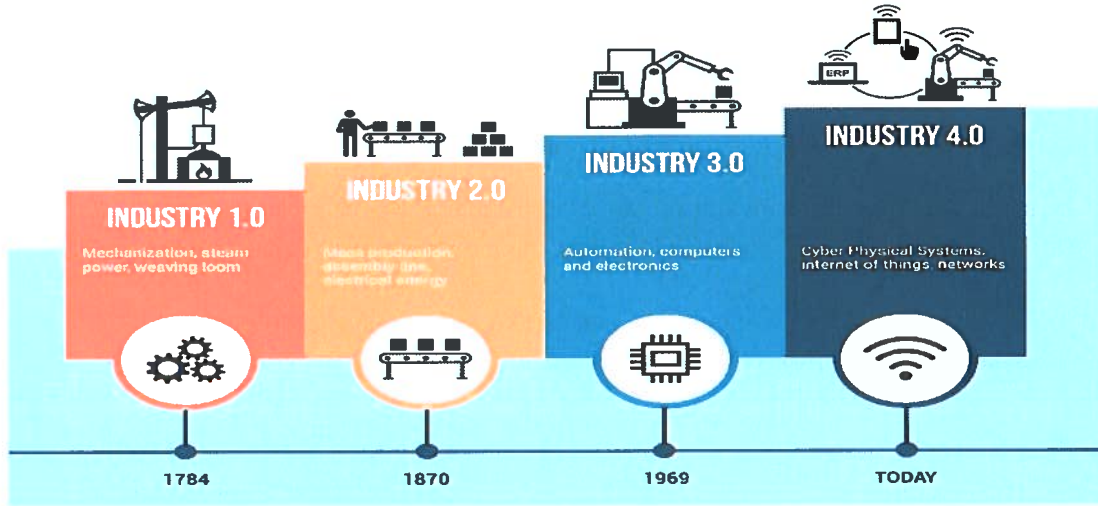 ERP
INDUSTRY 1.0
Mechanization, steam
power, weaving loom
INDUSTRY 2.0
Mass production,
assembly line,
electrical energy
INDUSTRY 3.0
Automation, computers
and electronics
INDUSTRY 4.0
Cyber Physical Systems,
internet of things, networks
1784
1870
1969
TODAY